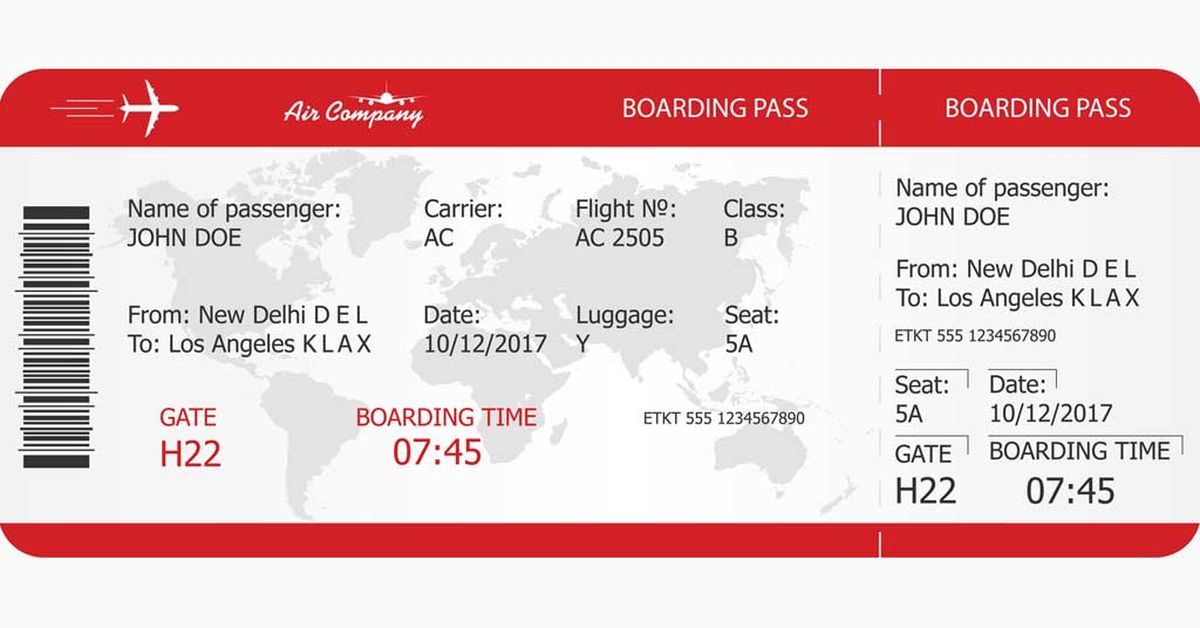 Air Company
BOARDING PASS
BOARDING PASS
Name of passenger:
JOHN DOE
Carrier:
AC
Flight Nº:
AC 2505
Class:
B
From: New Delhi D E L
To: Los Angeles K L A X
Date:
10/12/2017
Luggage:
Y
Seat:
5A
GATE
H22
BOARDING TIME
07:45
ETKT 555 1234567890
Name of passenger:
JOHN DOE
From: New Delhi D E L
To: Los Angeles K L A X
ETKT 555 1234567890
Seat:
5A
Date:
10/12/2017
GATE
H22
BOARDING TIME
07:45